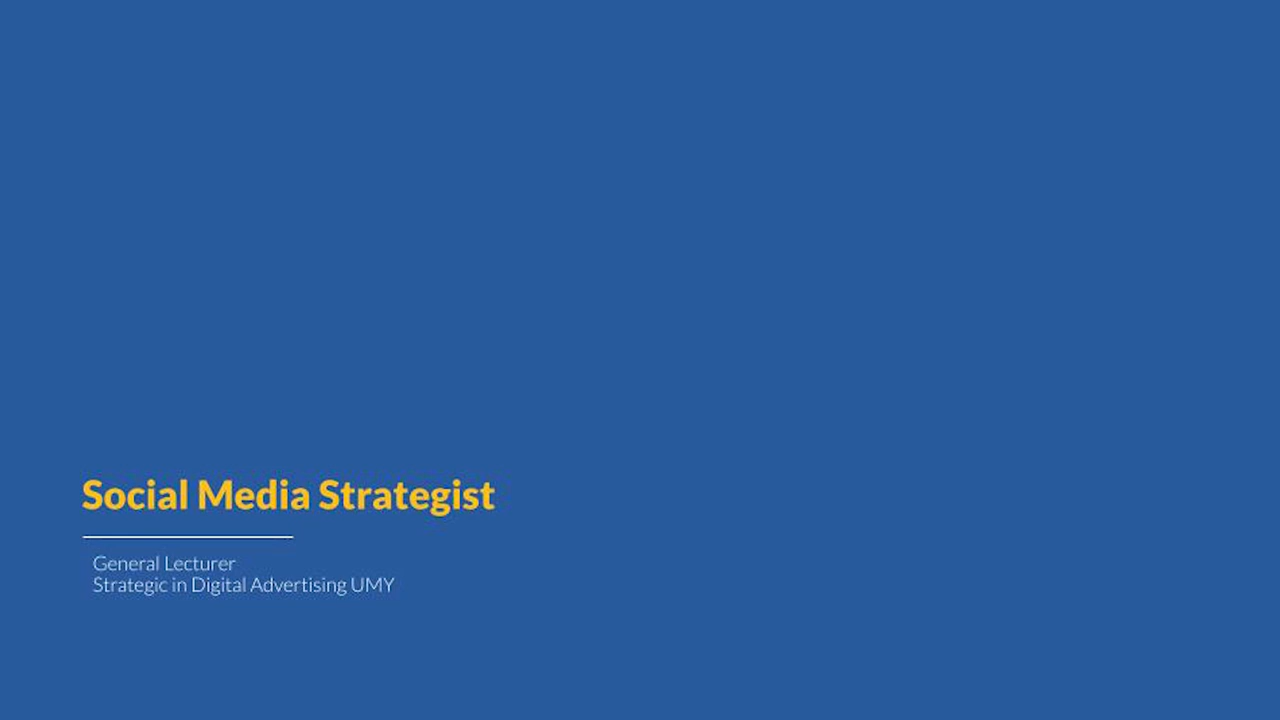 Social Media Strategist
General Lecturer
Strategic in Digital Advertising UMY